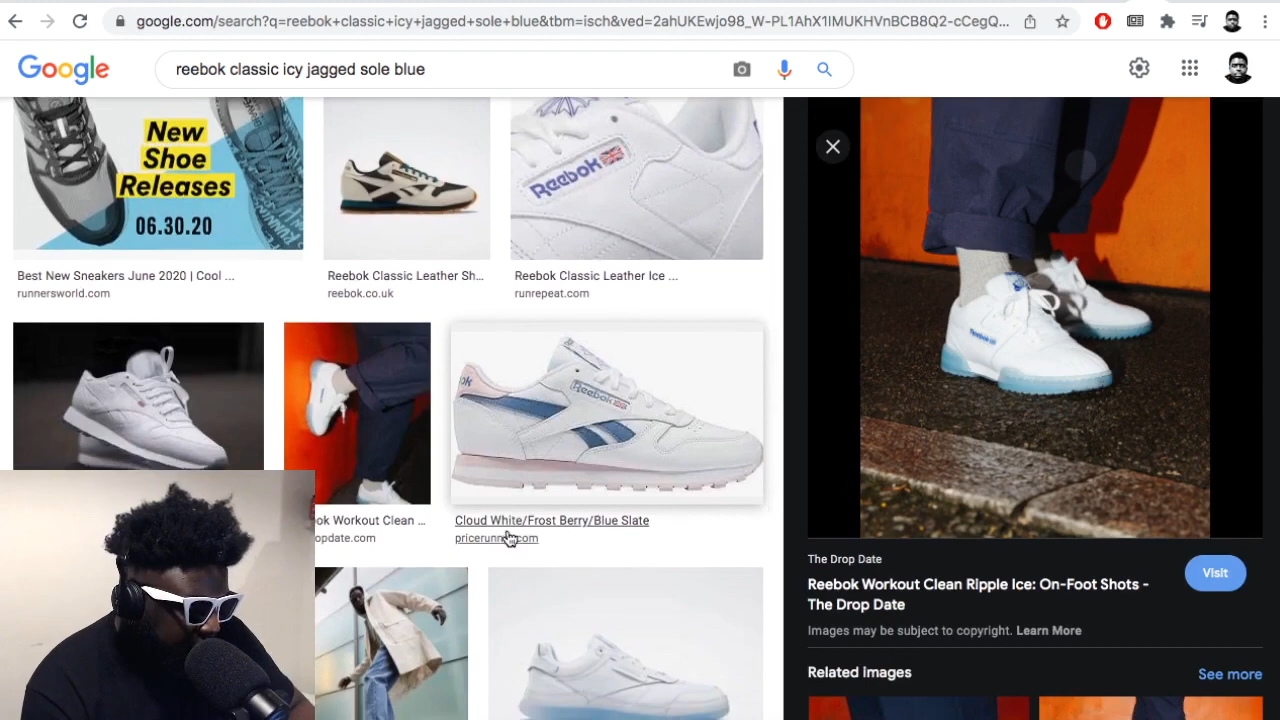 google.com/search?q=reebok+classic+icy+jagged+sole+blue&tbm=isch&ved=2ahUKEwjo98_W-PL1AhX1lMUKHVnBCB8Q2-cCegQ...
Google
reebok classic icy jagged sole blue
New
Shoe
Releases
06.30.20
Reebok
Best New Sneakers June 2020 | Cool ...
runnersworld.com
Reebok Classic Leather Sh...
reebok.co.uk
Reebok Classic Leather Ice ...
runrepeat.com
Reebok
ok Workout Clean ...
opdate.com
Cloud White/Frost Berry/Blue Slate
pricerunner.com
The Drop Date
Visit
Reebok Workout Clean Ripple Ice: On-Foot Shots -
The Drop Date
Images may be subject to copyright. Learn More
Related images
See more